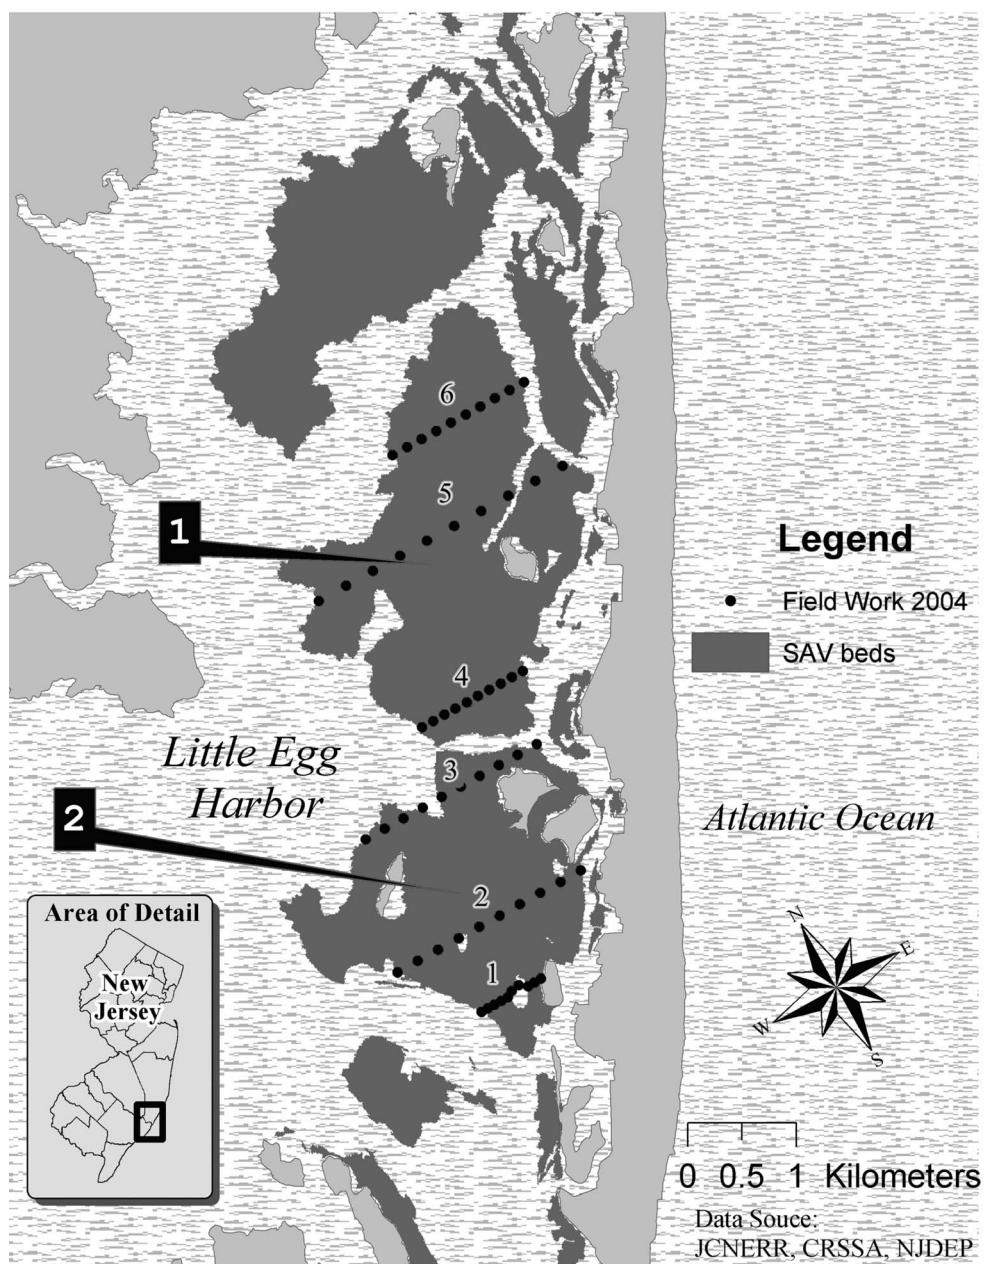 6
5
1
Legend
Field Work 2004
SAV beds
4
Little Egg
Harbor
3
2
Atlantic Ocean
2
Area of Detail
New
Jersey
1
N
E
W
S
0 0.5 1 Kilometers
Data Souce:
JCNERR, CRSSA, NJDEP